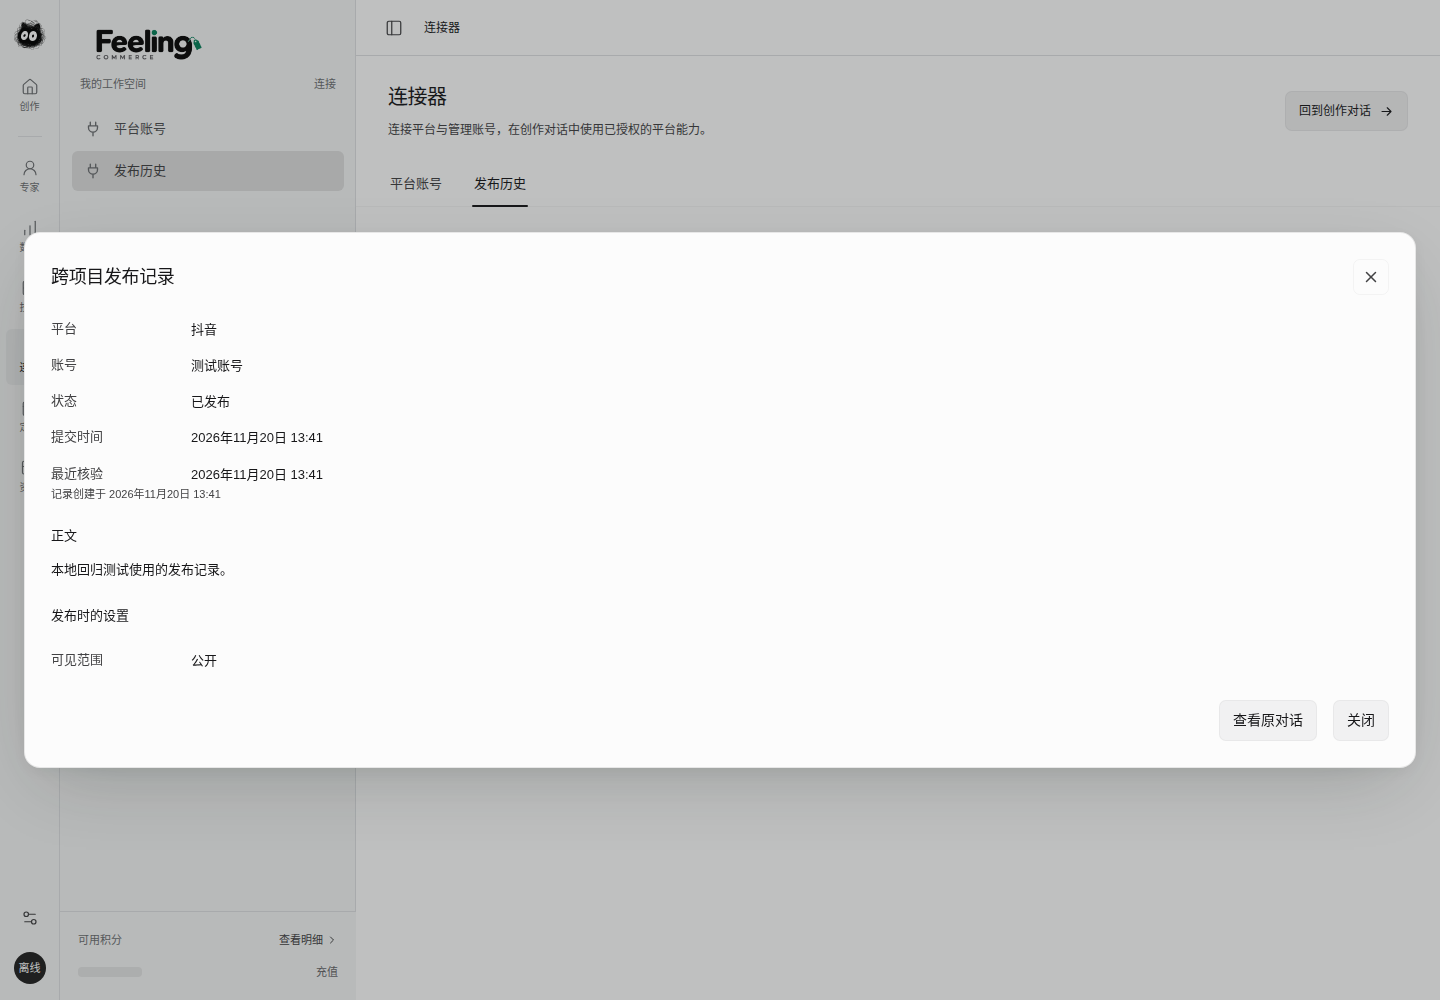 创作
专家
离线
Feeling
COMMERCE
我的工作空间
连接
平台账号
发布历史
可用积分
查看明细
充值
连接器
连接器
连接平台与管理账号，在创作对话中使用已授权的平台能力。
回到创作对话
平台账号
发布历史
跨项目发布记录
平台 抖音
账号 测试账号
状态 已发布
提交时间 2026年11月20日 13:41
最近核验 2026年11月20日 13:41
记录创建于 2026年11月20日 13:41
正文
本地回归测试使用的发布记录。
发布时的设置
可见范围 公开
查看原对话
关闭